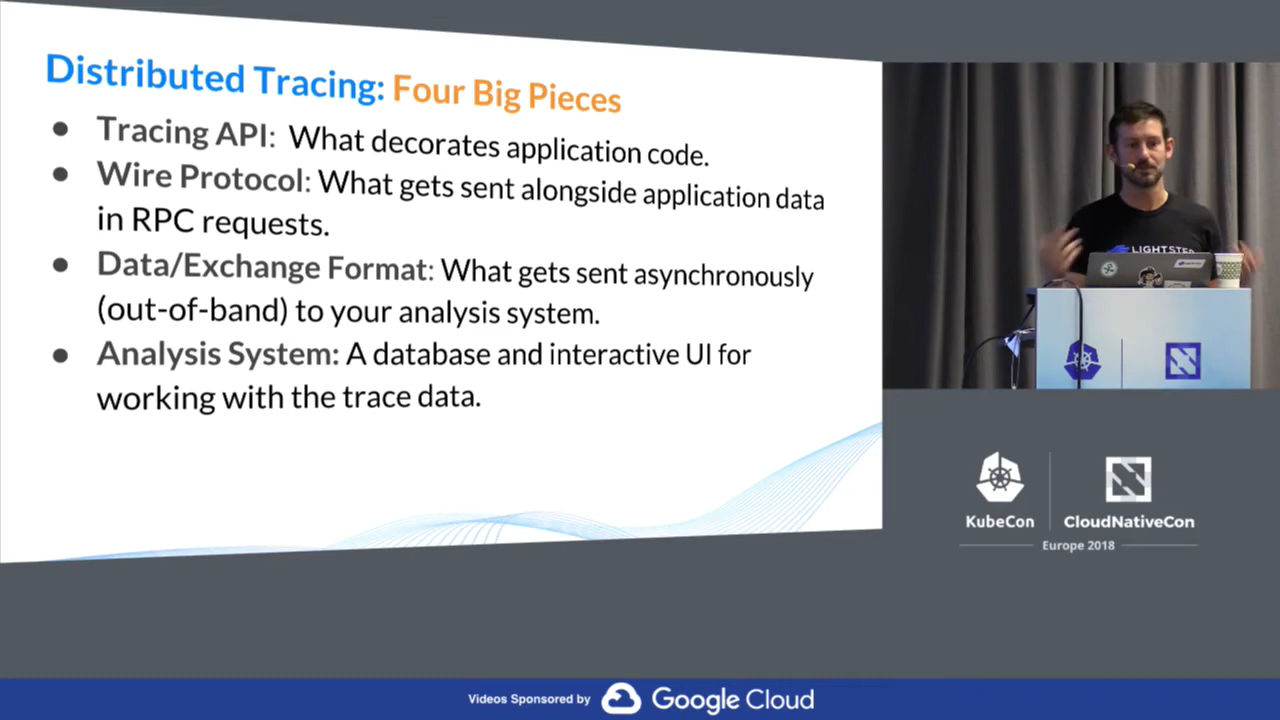 Distributed Tracing: Four Big Pieces
● Tracing API: What decorates application code.
● Wire Protocol: What gets sent alongside application data
in RPC requests.
● Data/Exchange Format: What gets sent asynchronously
(out-of-band) to your analysis system.
● Analysis System: A database and interactive UI for
working with the trace data.
LIGHTSTEP
KubeCon
CloudNativeCon
Europe 2018
Videos Sponsored by Google Cloud